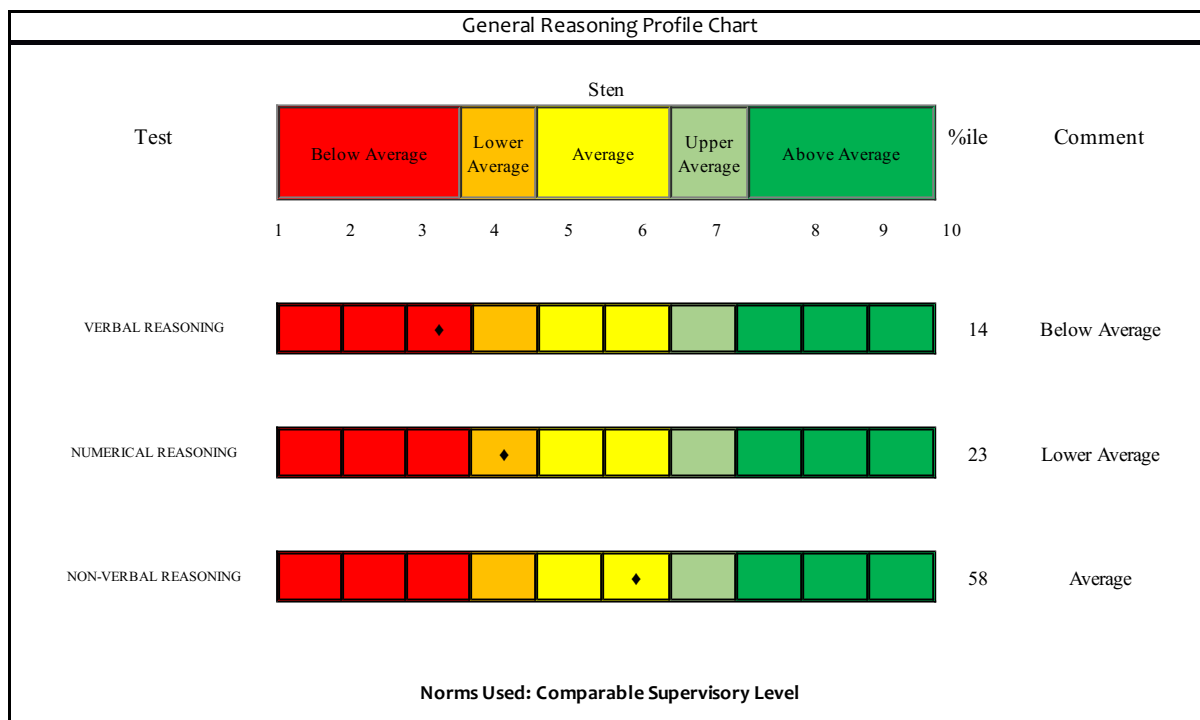 General Reasoning Profile Chart
Sten
Test
Below Average
Lower
Average
Average
Upper
Average
Above Average
%ile
Comment
1 2 3 4 5 6 7 8 9 10
VERBAL REASONING 14 Below Average
NUMERICAL REASONING 23 Lower Average
NON-VERBAL REASONING 58 Average
Norms Used: Comparable Supervisory Level